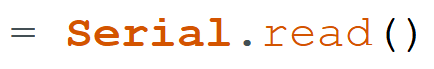 = Serial.read()